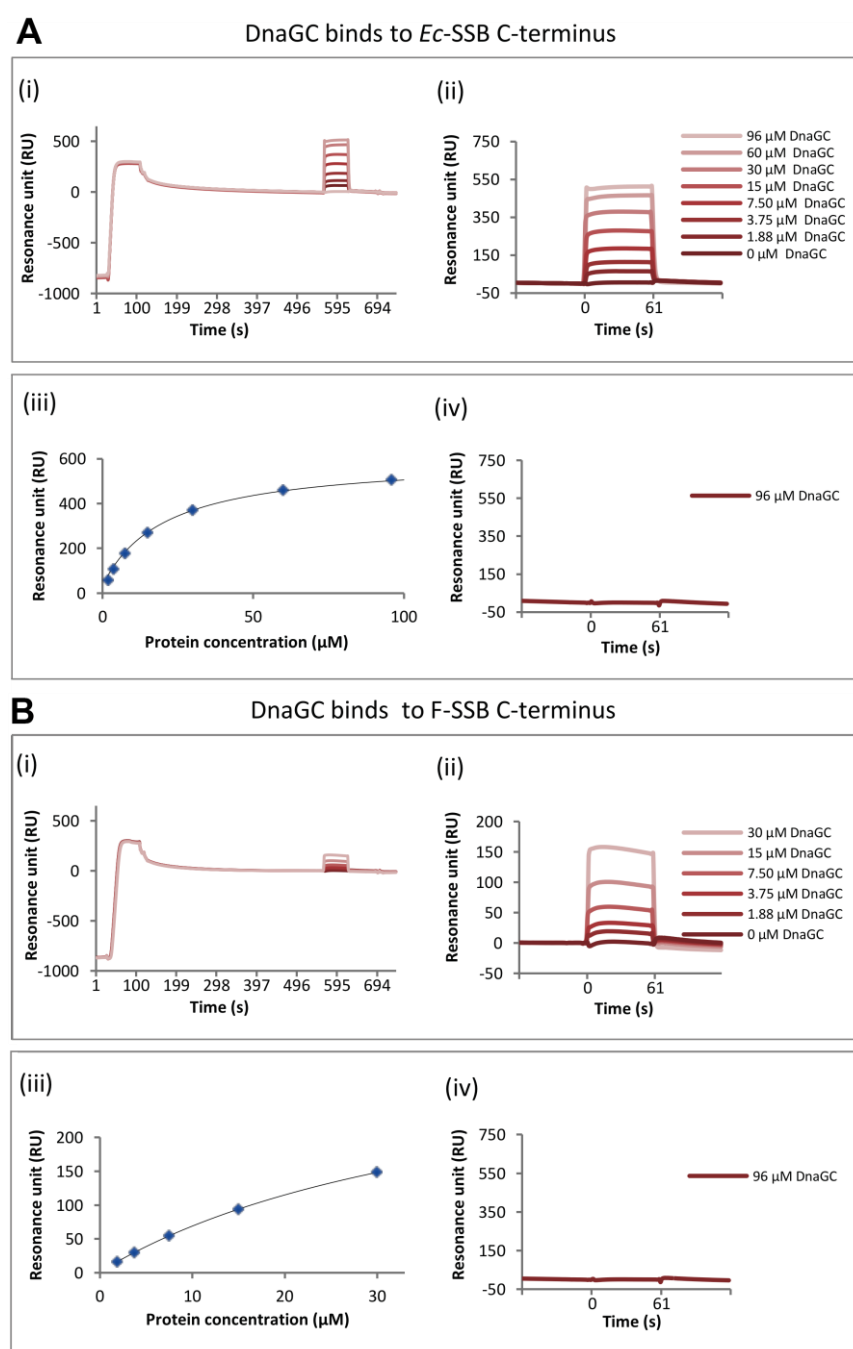 A
DnaGC binds to Ec-SSB C-terminus
(i)
Resonance unit (RU)
500
0
-500
-1000
1 100 199 298 397 496 595 694
Time (s)
(ii)
Resonance unit (RU)
750
550
350
150
-50
0 61
Time (s)
96 µM DnaGC
60 µM DnaGC
30 µM DnaGC
15 µM DnaGC
7.50 µM DnaGC
3.75 µM DnaGC
1.88 µM DnaGC
0 µM DnaGC
(iii)
Resonance unit (RU)
600
400
200
0
0 50 100
Protein concentration (µM)
(iv)
Resonance unit (RU)
750
550
350
150
-50
0 61
Time (s)
96 µM DnaGC
B
DnaGC binds to F-SSB C-terminus
(i)
Resonance unit (RU)
500
0
-500
-1000
1 100 199 298 397 496 595 694
Time (s)
(ii)
Resonance unit (RU)
200
150
100
50
0
-50
0 61
Time (s)
30 µM DnaGC
15 µM DnaGC
7.50 µM DnaGC
3.75 µM DnaGC
1.88 µM DnaGC
0 µM DnaGC
(iii)
Resonance unit (RU)
200
150
100
50
0
0 10 20 30
Protein concentration (µM)
(iv)
Resonance unit (RU)
750
550
350
150
-50
0 61
Time (s)
96 µM DnaGC